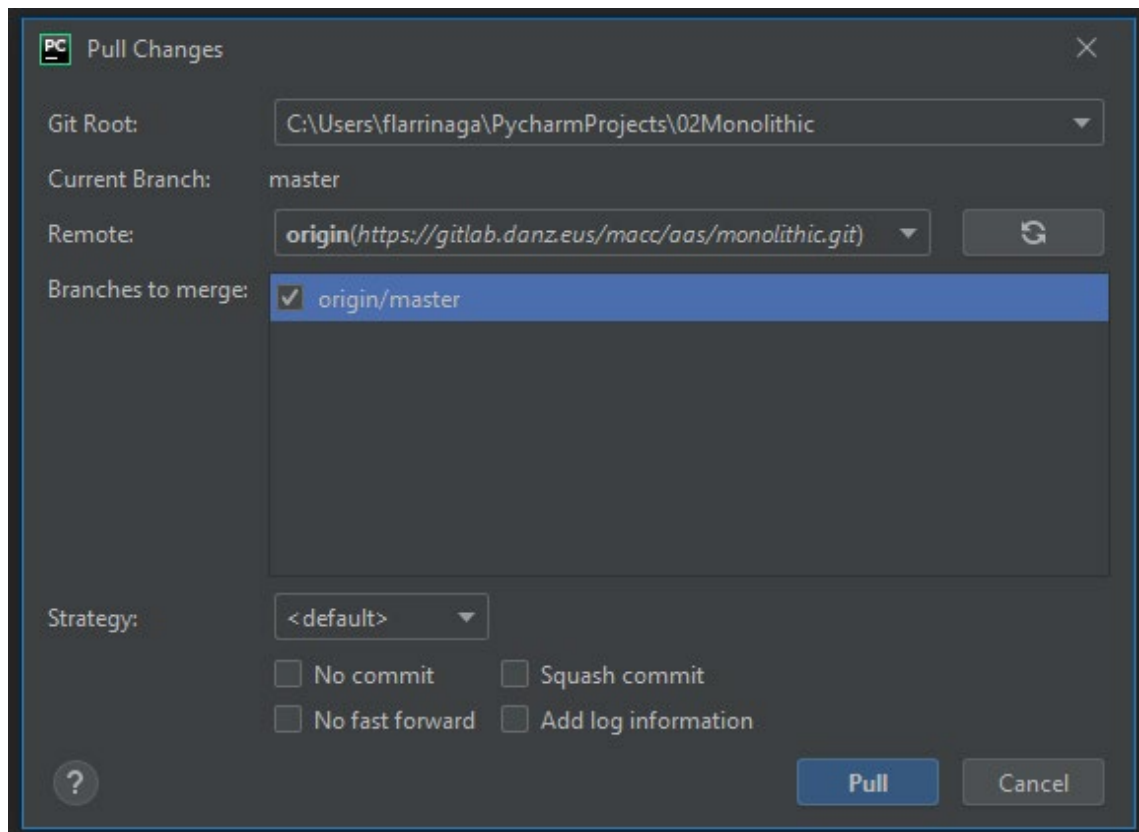 PC Pull Changes
Git Root: C:\Users\flarrinaga\PycharmProjects\02Monolithic
Current Branch: master
Remote: origin(https://gitlab.danz.eus/macc/aas/monolithic.git)
Branches to merge: origin/master
Strategy: <default>
No commit Squash commit
No fast forward Add log information
? Pull Cancel